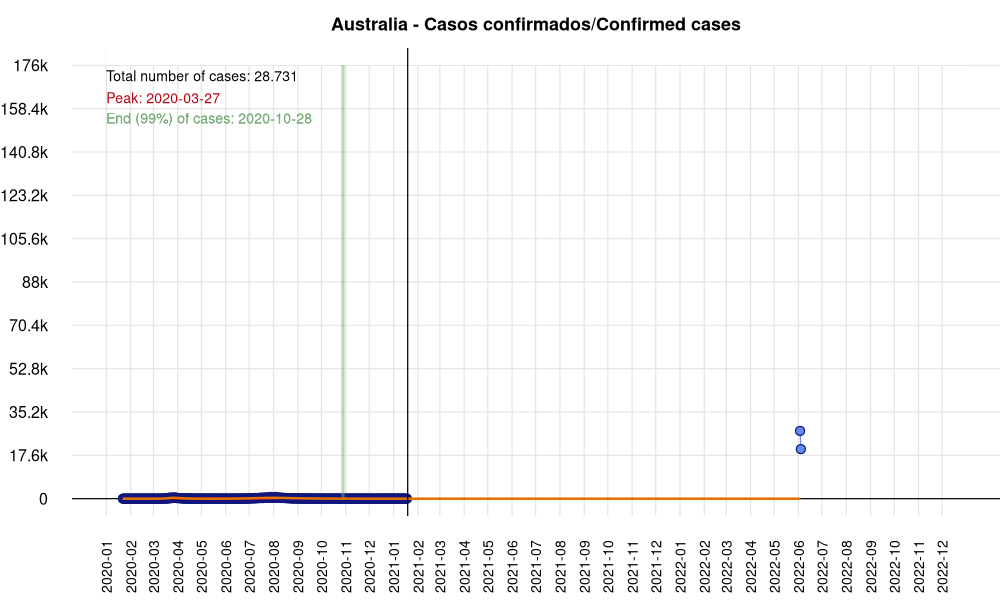 Australia - Casos confirmados/Confirmed cases
Total number of cases: 28.731
Peak: 2020-03-27
End (99%) of cases: 2020-10-28
176k
158.4k
140.8k
123.2k
105.6k
88k
70.4k
52.8k
35.2k
17.6k
0
2020-01
2020-02
2020-03
2020-04
2020-05
2020-06
2020-07
2020-08
2020-09
2020-10
2020-11
2020-12
2021-01
2021-02
2021-03
2021-04
2021-05
2021-06
2021-07
2021-08
2021-09
2021-10
2021-11
2021-12
2022-01
2022-02
2022-03
2022-04
2022-05
2022-06
2022-07
2022-08
2022-09
2022-10
2022-11
2022-12